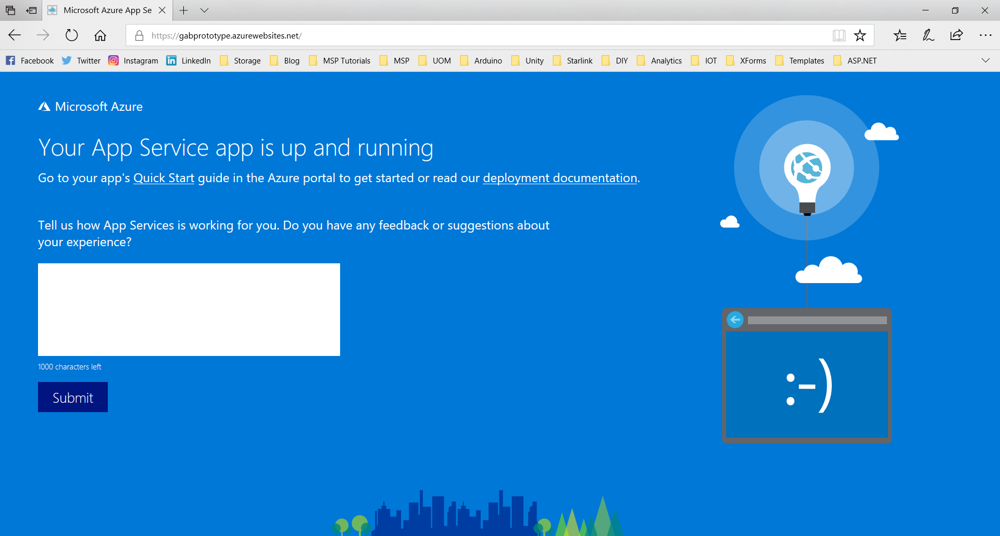 Microsoft Azure App Se
https://gabprototype.azurewebsites.net/
Facebook Twitter Instagram LinkedIn Storage Blog MSP Tutorials MSP UOM Arduino Unity Starlink DIY Analytics IOT XForms Templates ASP.NET
Microsoft Azure
Your App Service app is up and running
Go to your app's Quick Start guide in the Azure portal to get started or read our deployment documentation.
Tell us how App Services is working for you. Do you have any feedback or suggestions about
your experience?
1000 characters left
Submit
:-)